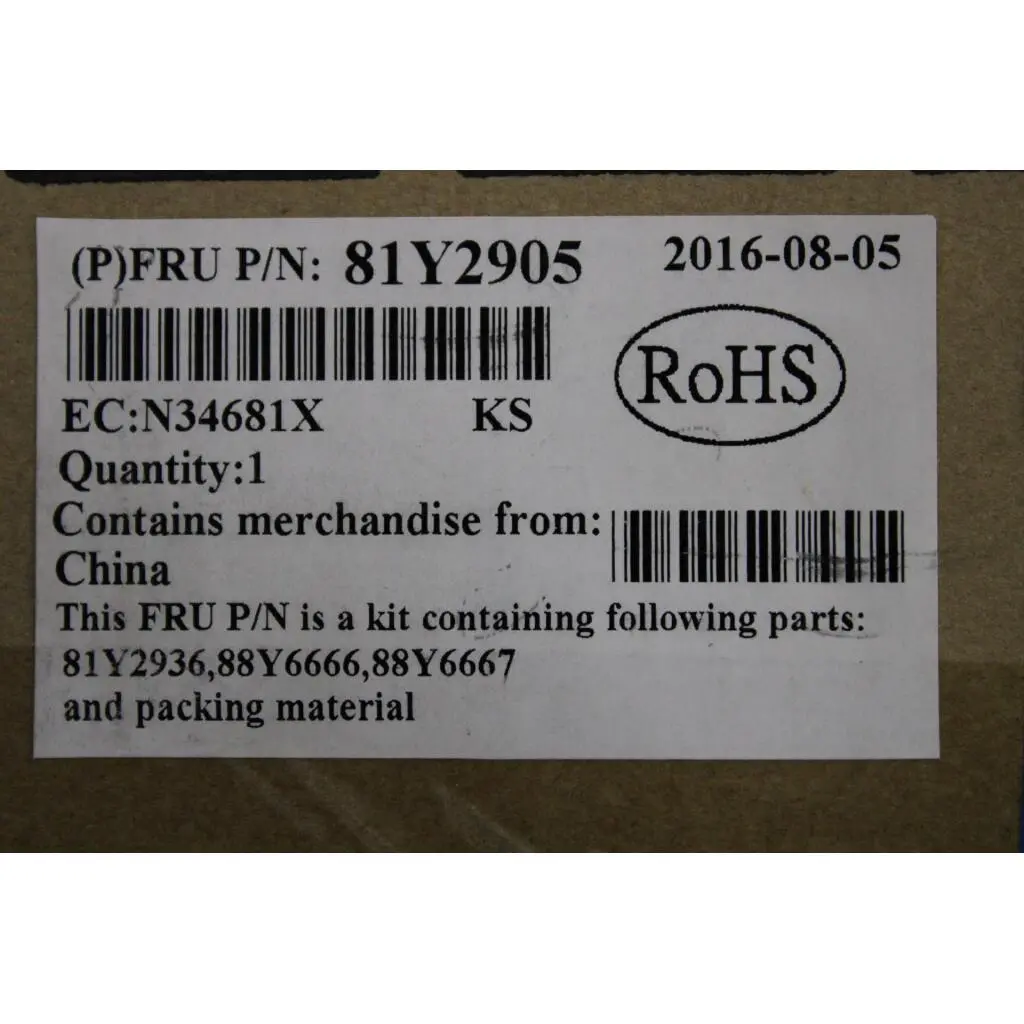 (P)FRU P/N: 81Y2905 2016-08-05
RoHS
EC:N34681X KS
Quantity:1
Contains merchandise from:
China
This FRU P/N is a kit containing following parts:
81Y2936,88Y6666,88Y6667
and packing material